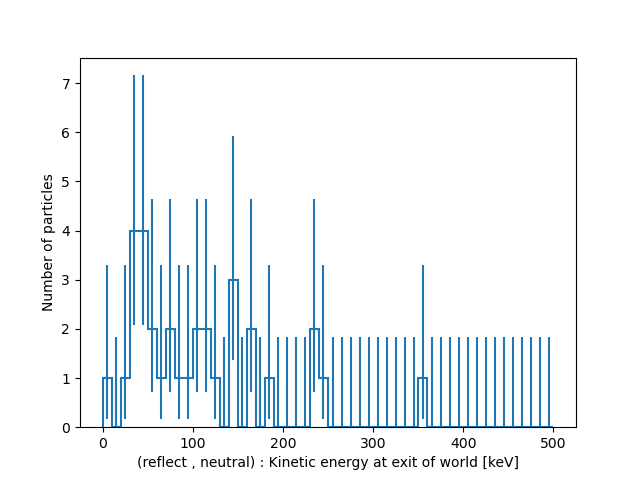 7
6
5
4
3
2
1
0
Number of particles
0 100 200 300 400 500
(reflect , neutral) : Kinetic energy at exit of world [keV]